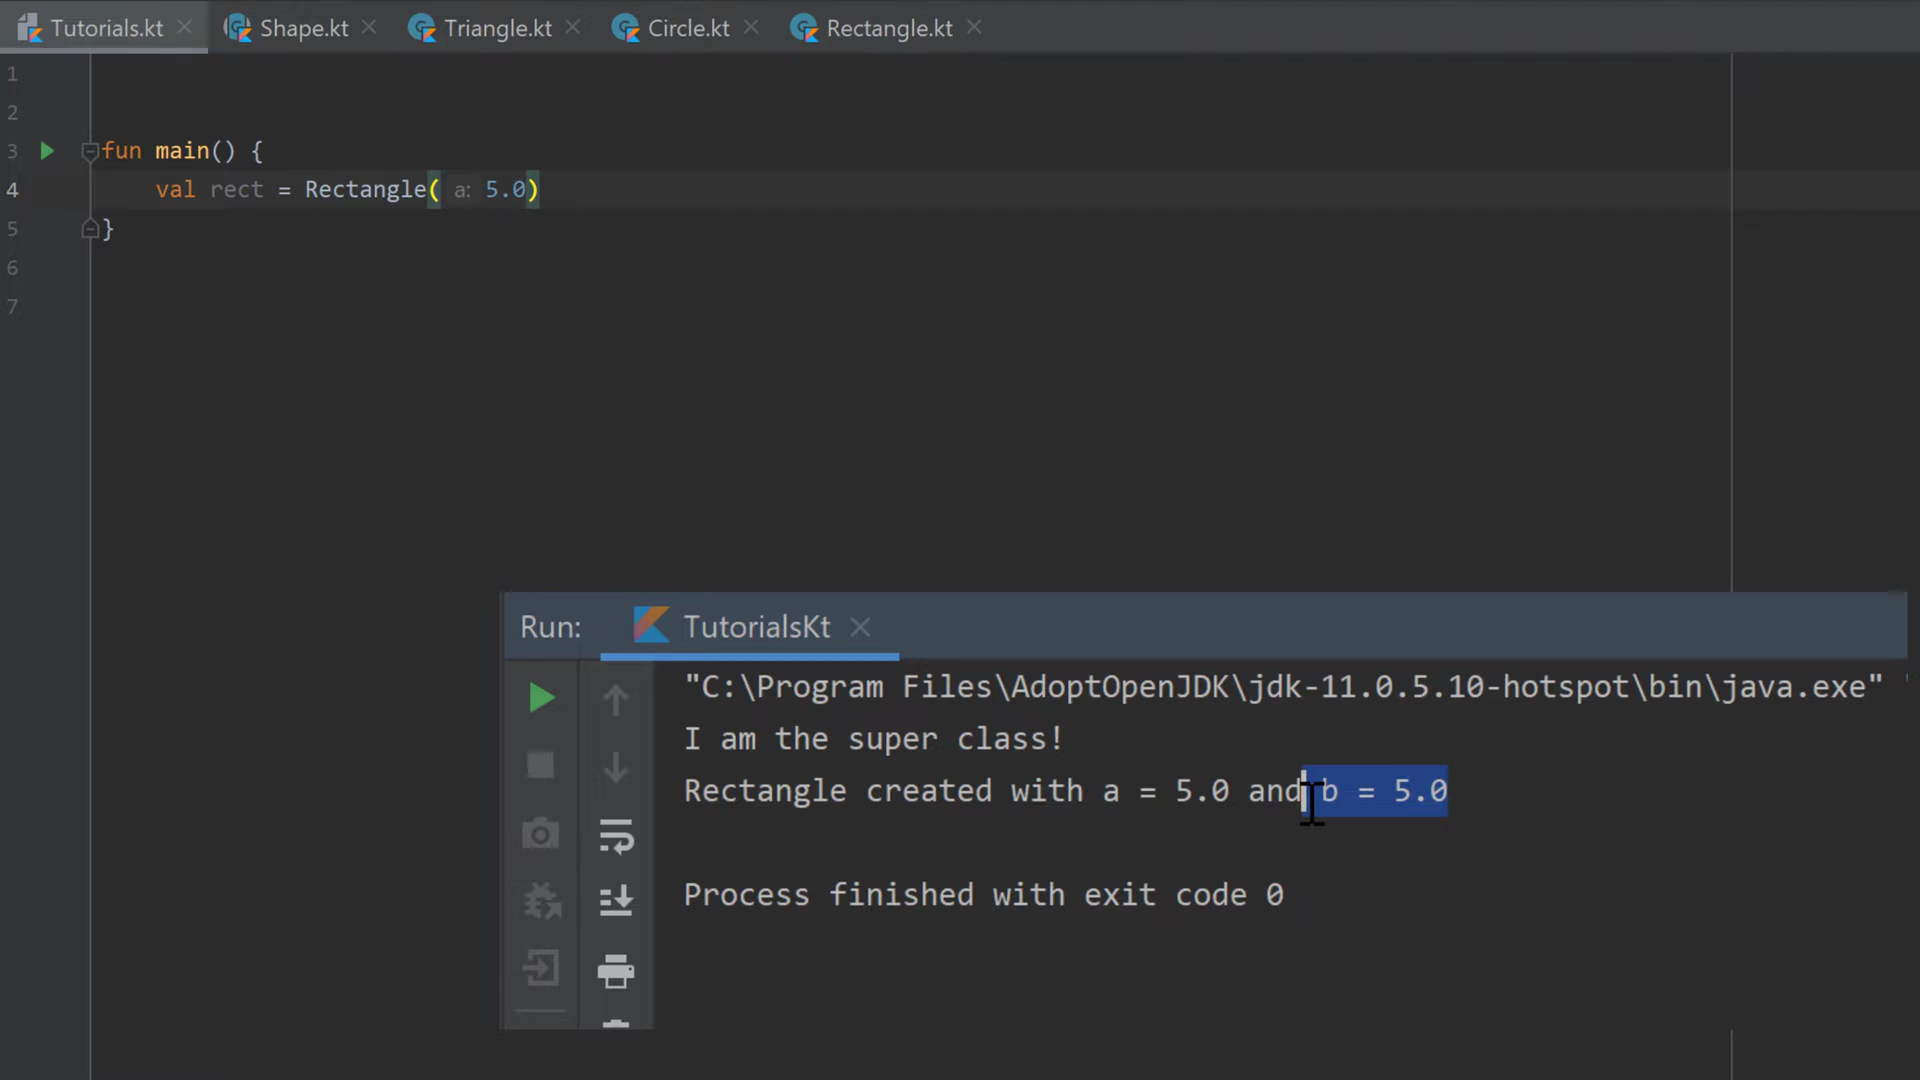 Tutorials.kt Shape.kt Triangle.kt Circle.kt Rectangle.kt
1
2
3 fun main() {
4 val rect = Rectangle( a: 5.0)
5 }
6
7
Run: TutorialsKt
"C:\Program Files\AdoptOpenJDK\jdk-11.0.5.10-hotspot\bin\java.exe"
I am the super class!
Rectangle created with a = 5.0 and b = 5.0
Process finished with exit code 0